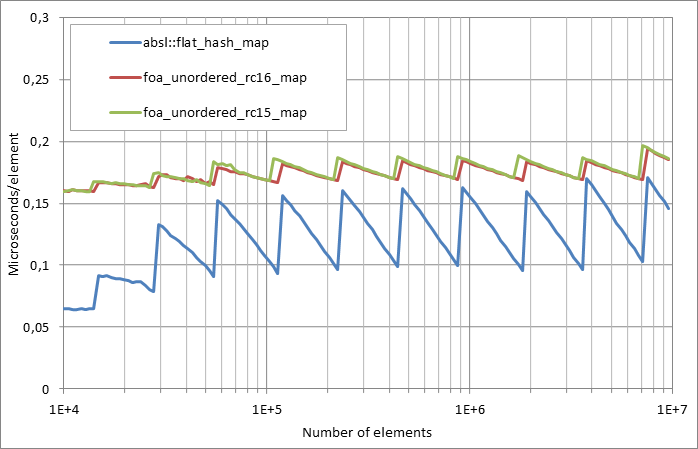 0,3
0,25
0,2
0,15
0,1
0,05
0
Microseconds/element
absl::flat_hash_map
foa_unordered_rc16_map
foa_unordered_rc15_map
1E+4 1E+5 1E+6 1E+7
Number of elements